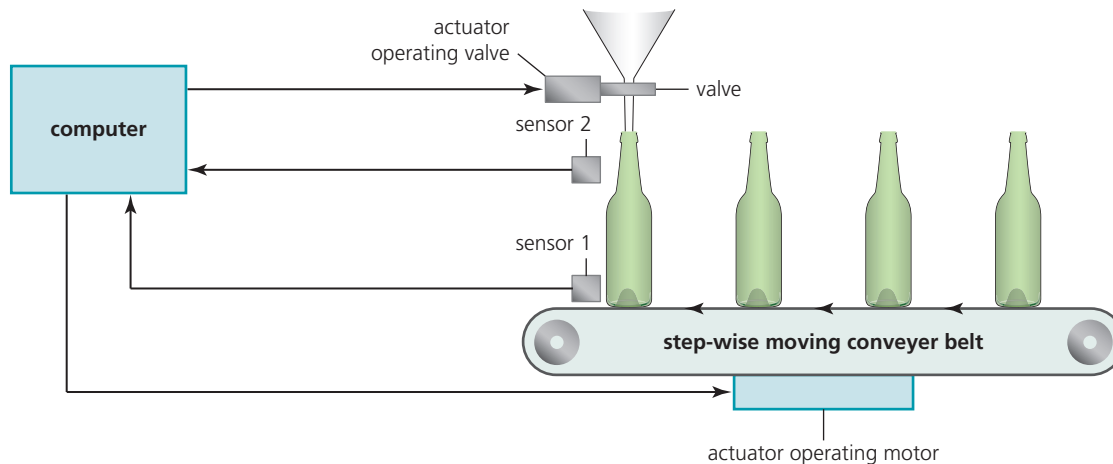 actuator
operating valve
valve
computer
sensor 2
sensor 1
step-wise moving conveyer belt
actuator operating motor